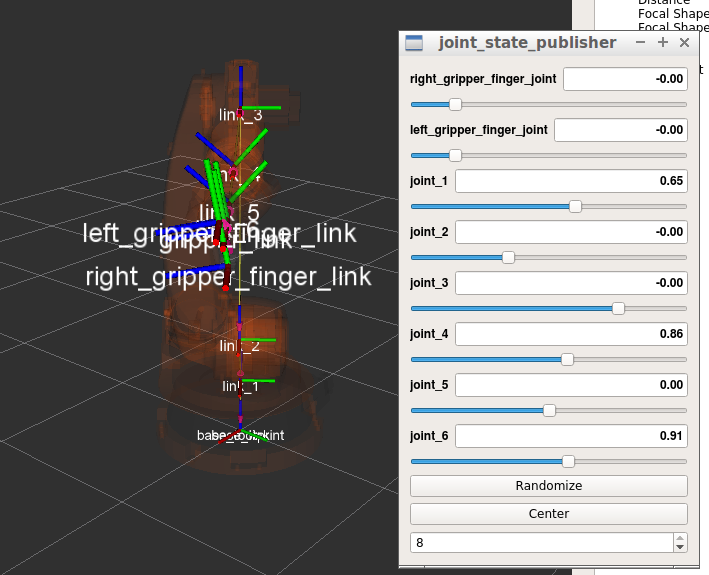 Distance
Focal Shape
Focal Shape
joint_state_publisher
right_gripper_finger_joint -0.00
left_gripper_finger_joint -0.00
joint_1 0.65
joint_2 -0.00
joint_3 -0.00
joint_4 0.86
joint_5 0.00
joint_6 0.91
Randomize
Center
8
link_3
link_5
left_gripper_finger_link
gripper_link
right_gripper_finger_link
link_2
link_1